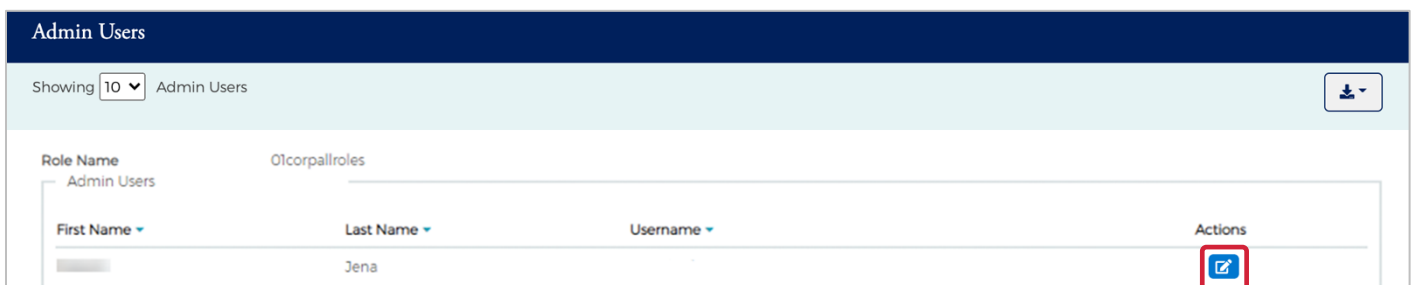 Admin Users
Showing 10 Admin Users
Role Name 01corpallroles
Admin Users
First Name Last Name Username Actions
Jena